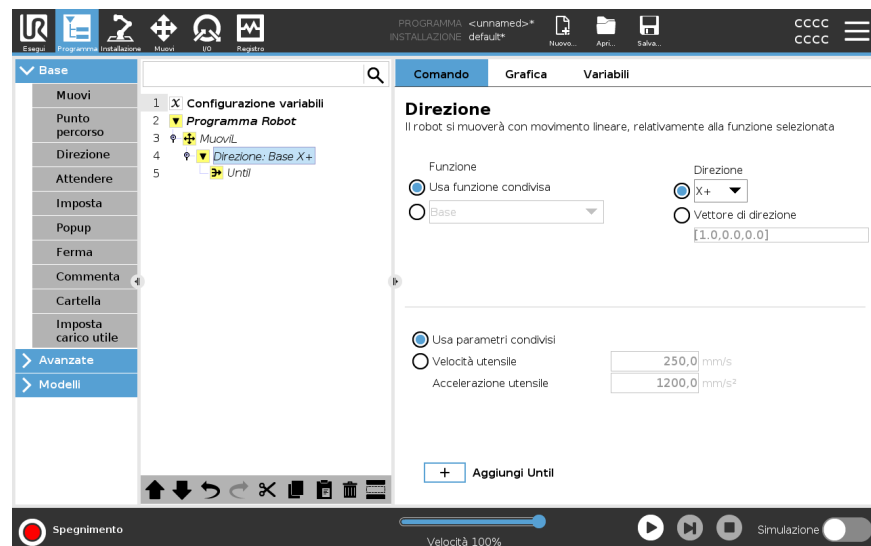 UR
Esegui
Programma
Installazione
Muovi
I/O
Registro
PROGRAMMA <unnamed>*
INSTALLAZIONE default*
Nuovo...
Apri...
Salva...
CCCC
CCCC
Base
Muovi
Punto
percorso
Direzione
Attendere
Imposta
Popup
Ferma
Commenta
Cartella
Imposta
carico utile
Avanzate
Modelli
1 X Configurazione variabili
2 Programma Robot
3 MuoviL
4 Direzione: Base X+
5 Until
Comando Grafica Variabili
Direzione
Il robot si muoverà con movimento lineare, relativamente alla funzione selezionata
Funzione
Usa funzione condivisa
Base
Direzione
X+
Vettore di direzione
[1.0,0.0,0.0]
Usa parametri condivisi
Velocità utensile 250,0 mm/s
Accelerazione utensile 1200,0 mm/s²
+ Aggiungi Until
Spegnimento
Velocità 100%
Simulazione